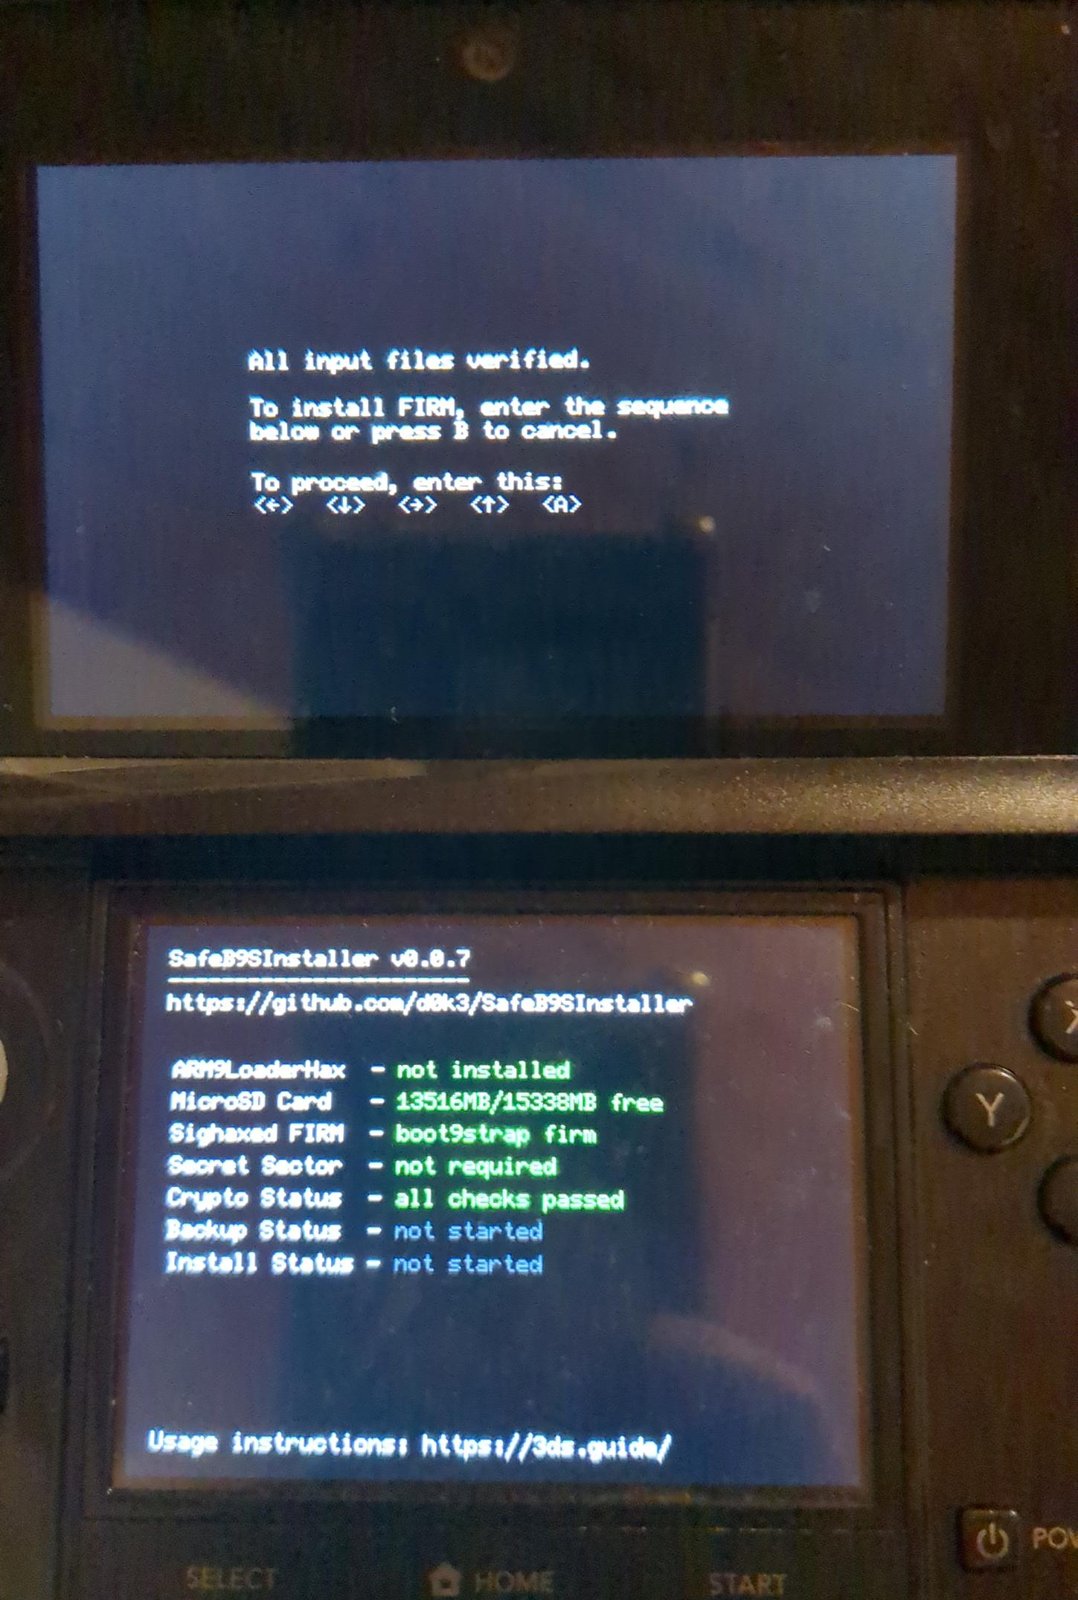 All input files verified.
To install FIRM, enter the sequence
below or press B to cancel.
To proceed, enter this:
<←> <↓> <→> <↑> <A>
SafeB9SInstaller v0.0.7
-----------------------
https://github.com/d0k3/SafeB9SInstaller
ARM9LoaderHax - not installed
MicroSD Card - 13516MB/15338MB free
Sighaxed FIRM - boot9strap firm
Secret Sector - not required
Crypto Status - all checks passed
Backup Status - not started
Install Status - not started
Usage instructions: https://3ds.guide/
X
Y
POW
SELECT HOME START